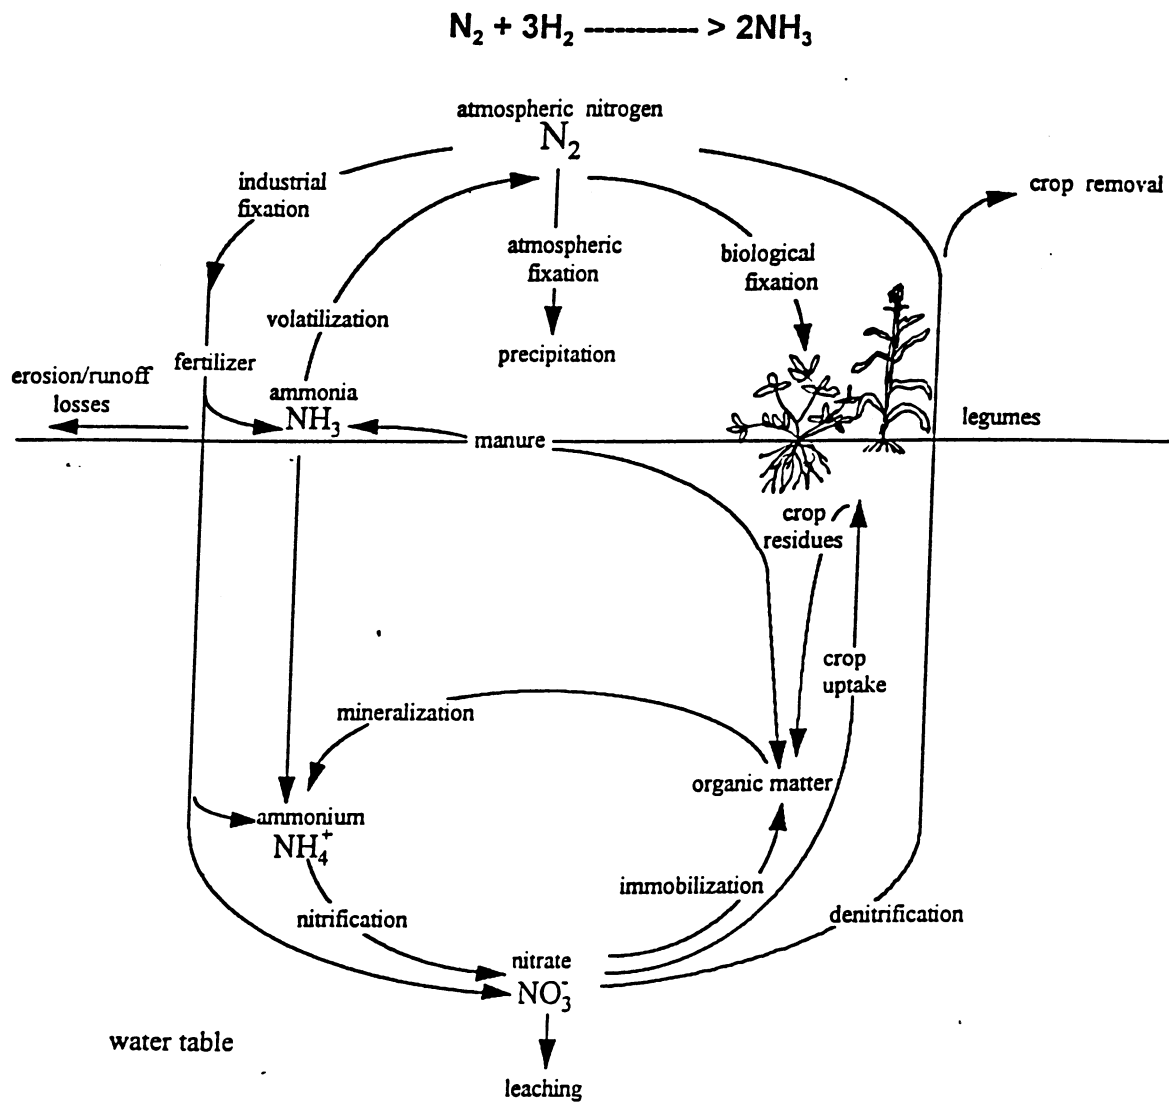 N₂ + 3H₂ -----------> 2NH₃
atmospheric nitrogen
N₂
industrial
fixation
crop removal
atmospheric
fixation
biological
fixation
volatilization
precipitation
fertilizer
erosion/runoff
losses
ammonia
NH₃
legumes
manure
crop
residues
crop
uptake
mineralization
organic matter
ammonium
NH₄⁺
immobilization
nitrification
denitrification
nitrate
NO₃⁻
water table
leaching